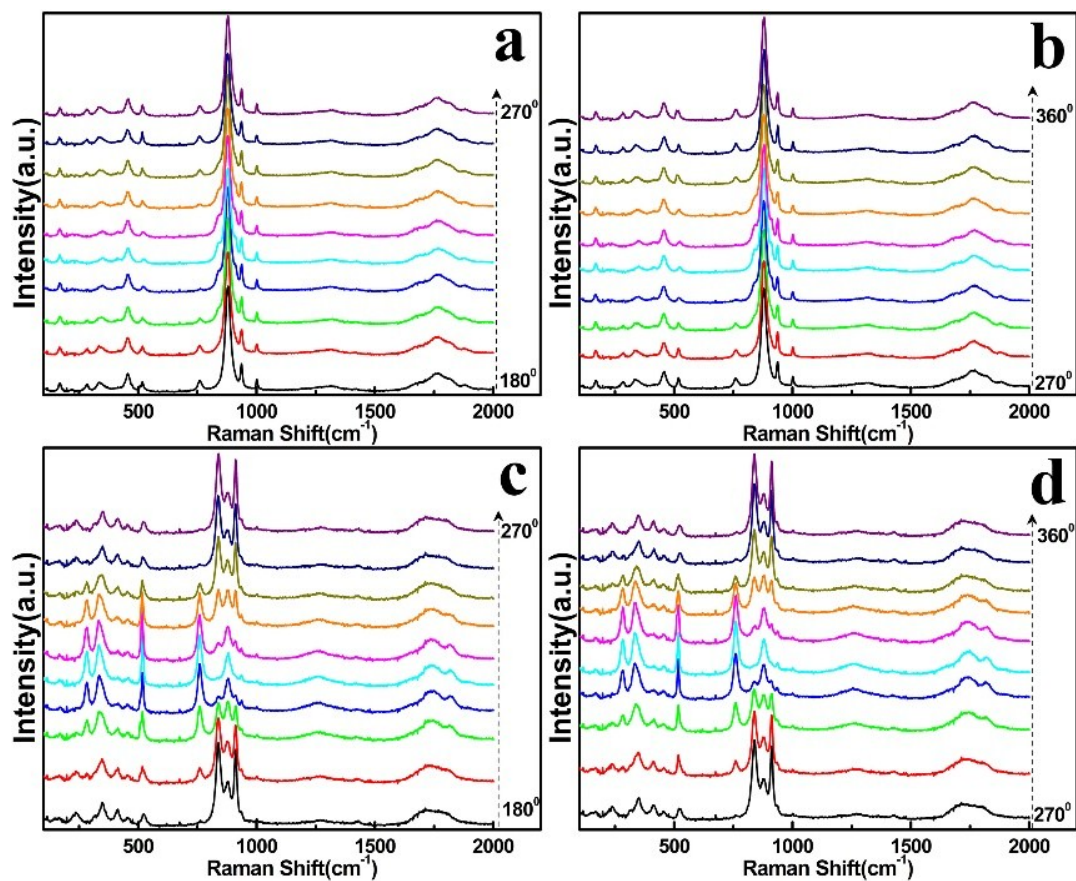 a
270⁰
180⁰
Intensity(a.u.)
500 1000 1500 2000
Raman Shift(cm⁻¹)
b
360⁰
270⁰
Intensity(a.u.)
500 1000 1500 2000
Raman Shift(cm⁻¹)
c
270⁰
180⁰
Intensity(a.u.)
500 1000 1500 2000
Raman Shift(cm⁻¹)
d
360⁰
270⁰
Intensity(a.u.)
500 1000 1500 2000
Raman Shift(cm⁻¹)